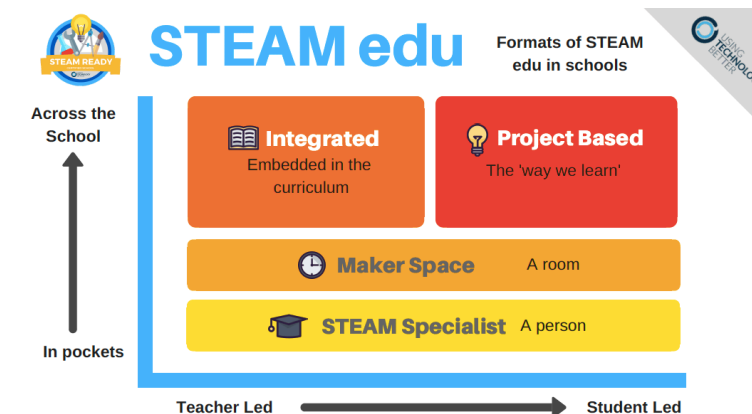 STEAM edu
Formats of STEAM
edu in schools
STEAM READY
USING
TECHNOLO
BETTER
Across the
School
Integrated
Embedded in the
curriculum
Project Based
The 'way we learn'
Maker Space
A room
STEAM Specialist
A person
In pockets
Teacher Led
Student Led